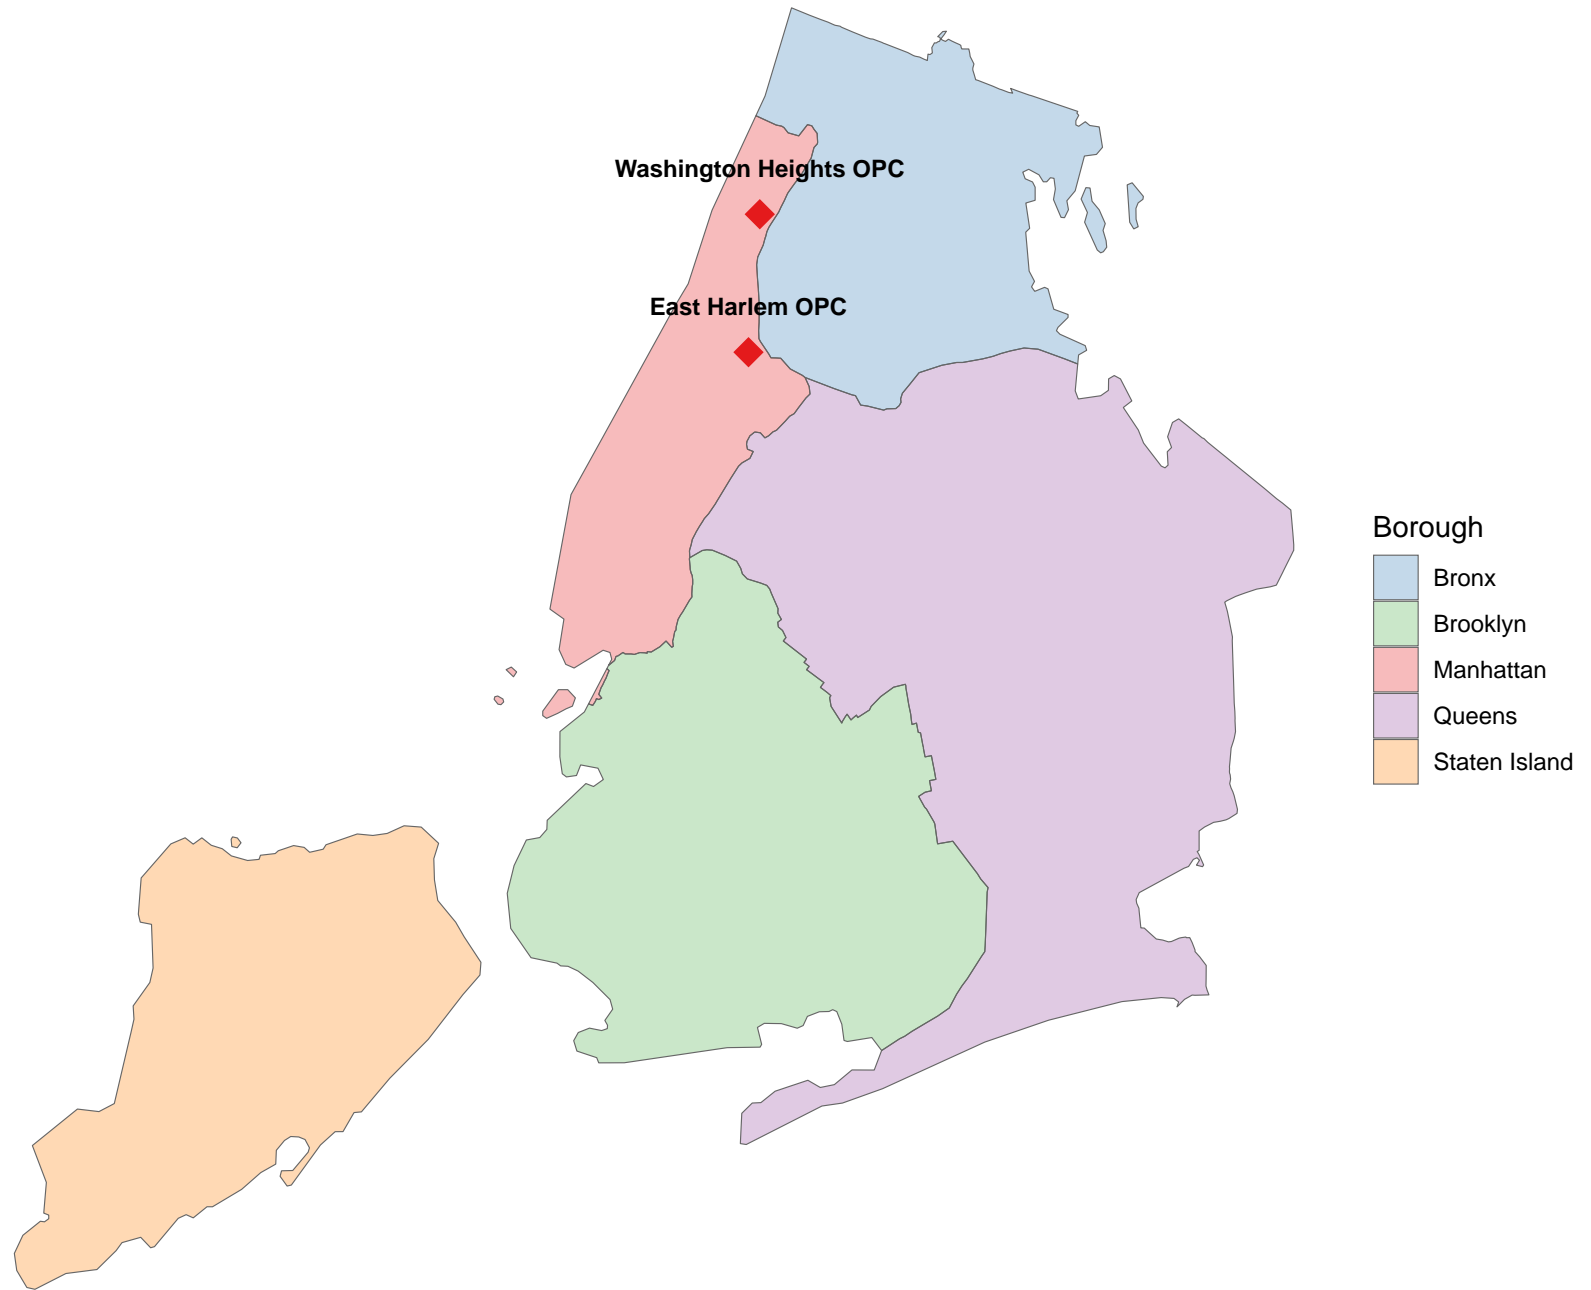 Washington Heights OPC
East Harlem OPC
Borough
Bronx
Brooklyn
Manhattan
Queens
Staten Island